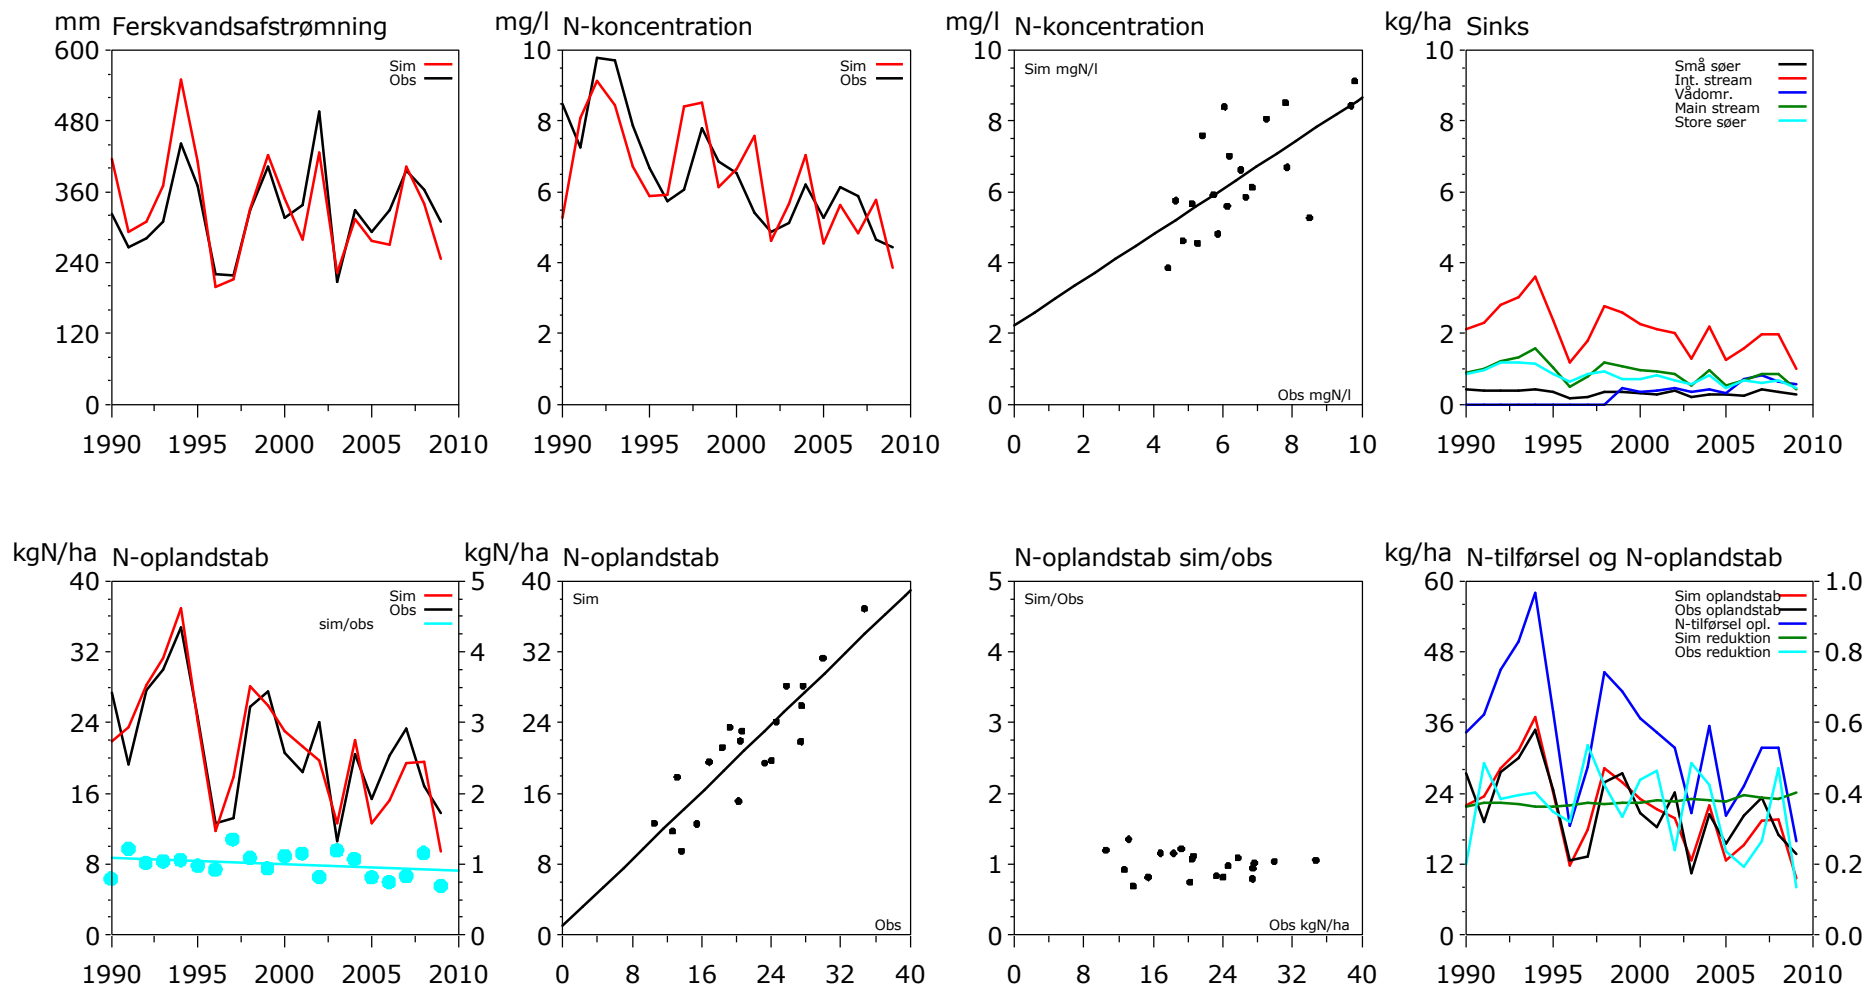 mm Ferskvandsafstrømning
600
480
360
240
120
0
1990 1995 2000 2005 2010
Sim
Obs
mg/l N-koncentration
10
8
6
4
2
0
1990 1995 2000 2005 2010
Sim
Obs
mg/l N-koncentration
10
8
6
4
2
0
0 4 6 8 10
Sim mgN/l
Obs mgN/l
kg/ha Sinks
10
8
6
4
2
0
1990 1995 2000 2005 2010
Små søer
Int. stream
Vådomr.
Main stream
Store søer
kgN/ha N-oplandstab
40
32
24
16
8
0
5
4
3
2
1
0
1990 1995 2000 2005 2010
Sim
Obs
sim/obs
kgN/ha N-oplandstab
40
32
24
16
8
0
0 16 24 32 40
Sim
Obs
N-oplandstab sim/obs
5
4
3
2
1
0
0 8 16 24 32 40
Sim/Obs
Obs kgN/ha
kg/ha N-tilførsel og N-oplandstab
60
48
36
24
12
0
1.0
0.8
0.6
0.4
0.2
0.0
1990 1995 2000 2005 2010
Sim oplandstab
Obs oplandstab
N-tilførsel opl.
Sim reduktion
Obs reduktion